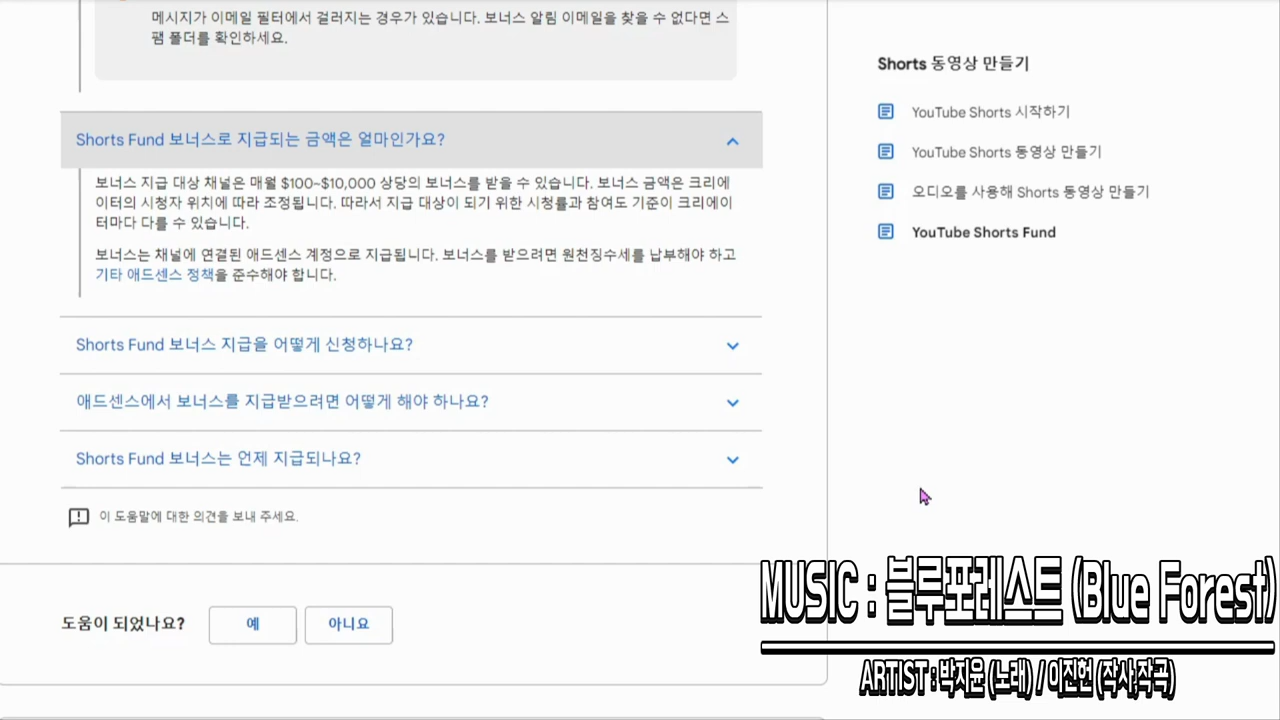 메시지가 이메일 필터에서 걸러지는 경우가 있습니다. 보너스 알림 이메일을 찾을 수 없다면 스
팸 폴더를 확인하세요.
Shorts Fund 보너스로 지급되는 금액은 얼마인가요?
보너스 지급 대상 채널은 매월 $100~$10,000 상당의 보너스를 받을 수 있습니다. 보너스 금액은 크리에
이터의 시청자 위치에 따라 조정됩니다. 따라서 지급 대상이 되기 위한 시청률과 참여도 기준이 크리에이
터마다 다를 수 있습니다.
보너스는 채널에 연결된 애드센스 계정으로 지급됩니다. 보너스를 받으려면 원천징수세를 납부해야 하고
기타 애드센스 정책을 준수해야 합니다.
Shorts Fund 보너스 지급을 어떻게 신청하나요?
애드센스에서 보너스를 지급받으려면 어떻게 해야 하나요?
Shorts Fund 보너스는 언제 지급되나요?
이 도움말에 대한 의견을 보내 주세요.
도움이 되었나요?
예
아니요
Shorts 동영상 만들기
YouTube Shorts 시작하기
YouTube Shorts 동영상 만들기
오디오를 사용해 Shorts 동영상 만들기
YouTube Shorts Fund
MUSIC : 블루포레스트 (Blue Forest)
ARTIST : 박지윤 (노래) / 이진헌 (작사,작곡)